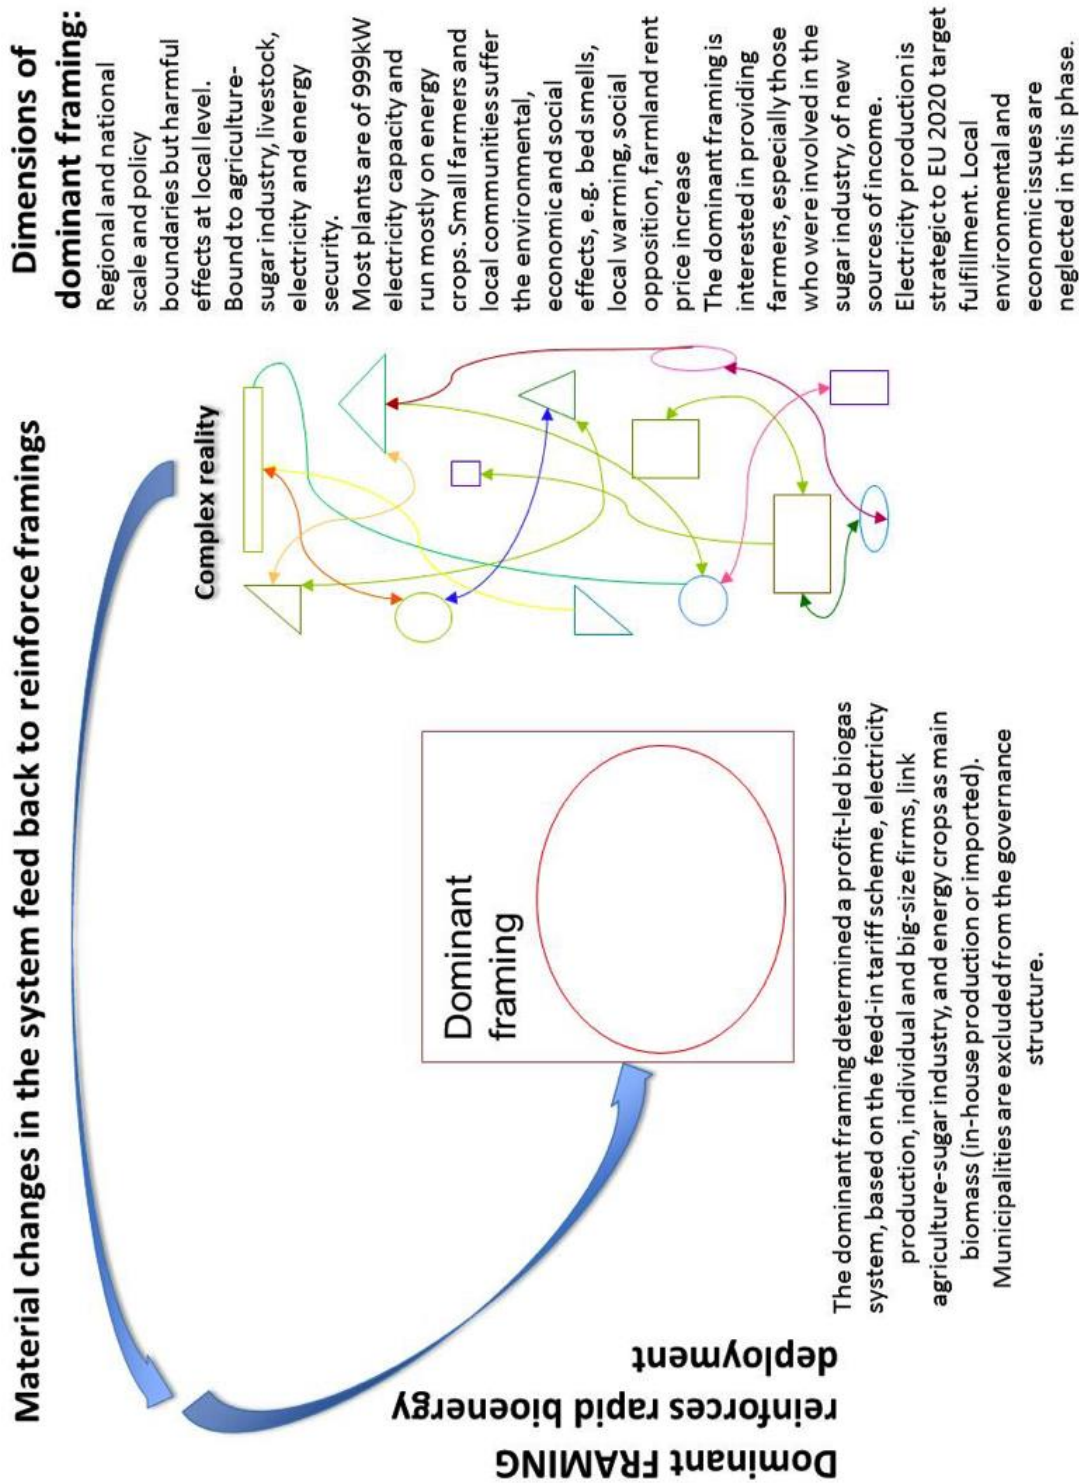 Material changes in the system feed back to reinforce framings
Dominant FRAMING
reinforces rapid bioenergy
deployment
Dominant
framing
The dominant framing determined a profit-led biogas
system, based on the feed-in tariff scheme, electricity
production, individual and big-size firms, link
agriculture-sugar industry, and energy crops as main
biomass (in-house production or imported).
Municipalities are excluded from the governance
structure.
Complex reality
Dimensions of
dominant framing:
Regional and national
scale and policy
boundaries but harmful
effects at local level.
Bound to agriculture-
sugar industry, livestock,
electricity and energy
security.
Most plants are of 999kW
electricity capacity and
run mostly on energy
crops. Small farmers and
local communities suffer
the environmental,
economic and social
effects, e.g. bed smells,
local warming, social
opposition, farmland rent
price increase
The dominant framing is
interested in providing
farmers, especially those
who were involved in the
sugar industry, of new
sources of income.
Electricity production is
strategic to EU 2020 target
fulfillment. Local
environmental and
economic issues are
neglected in this phase.